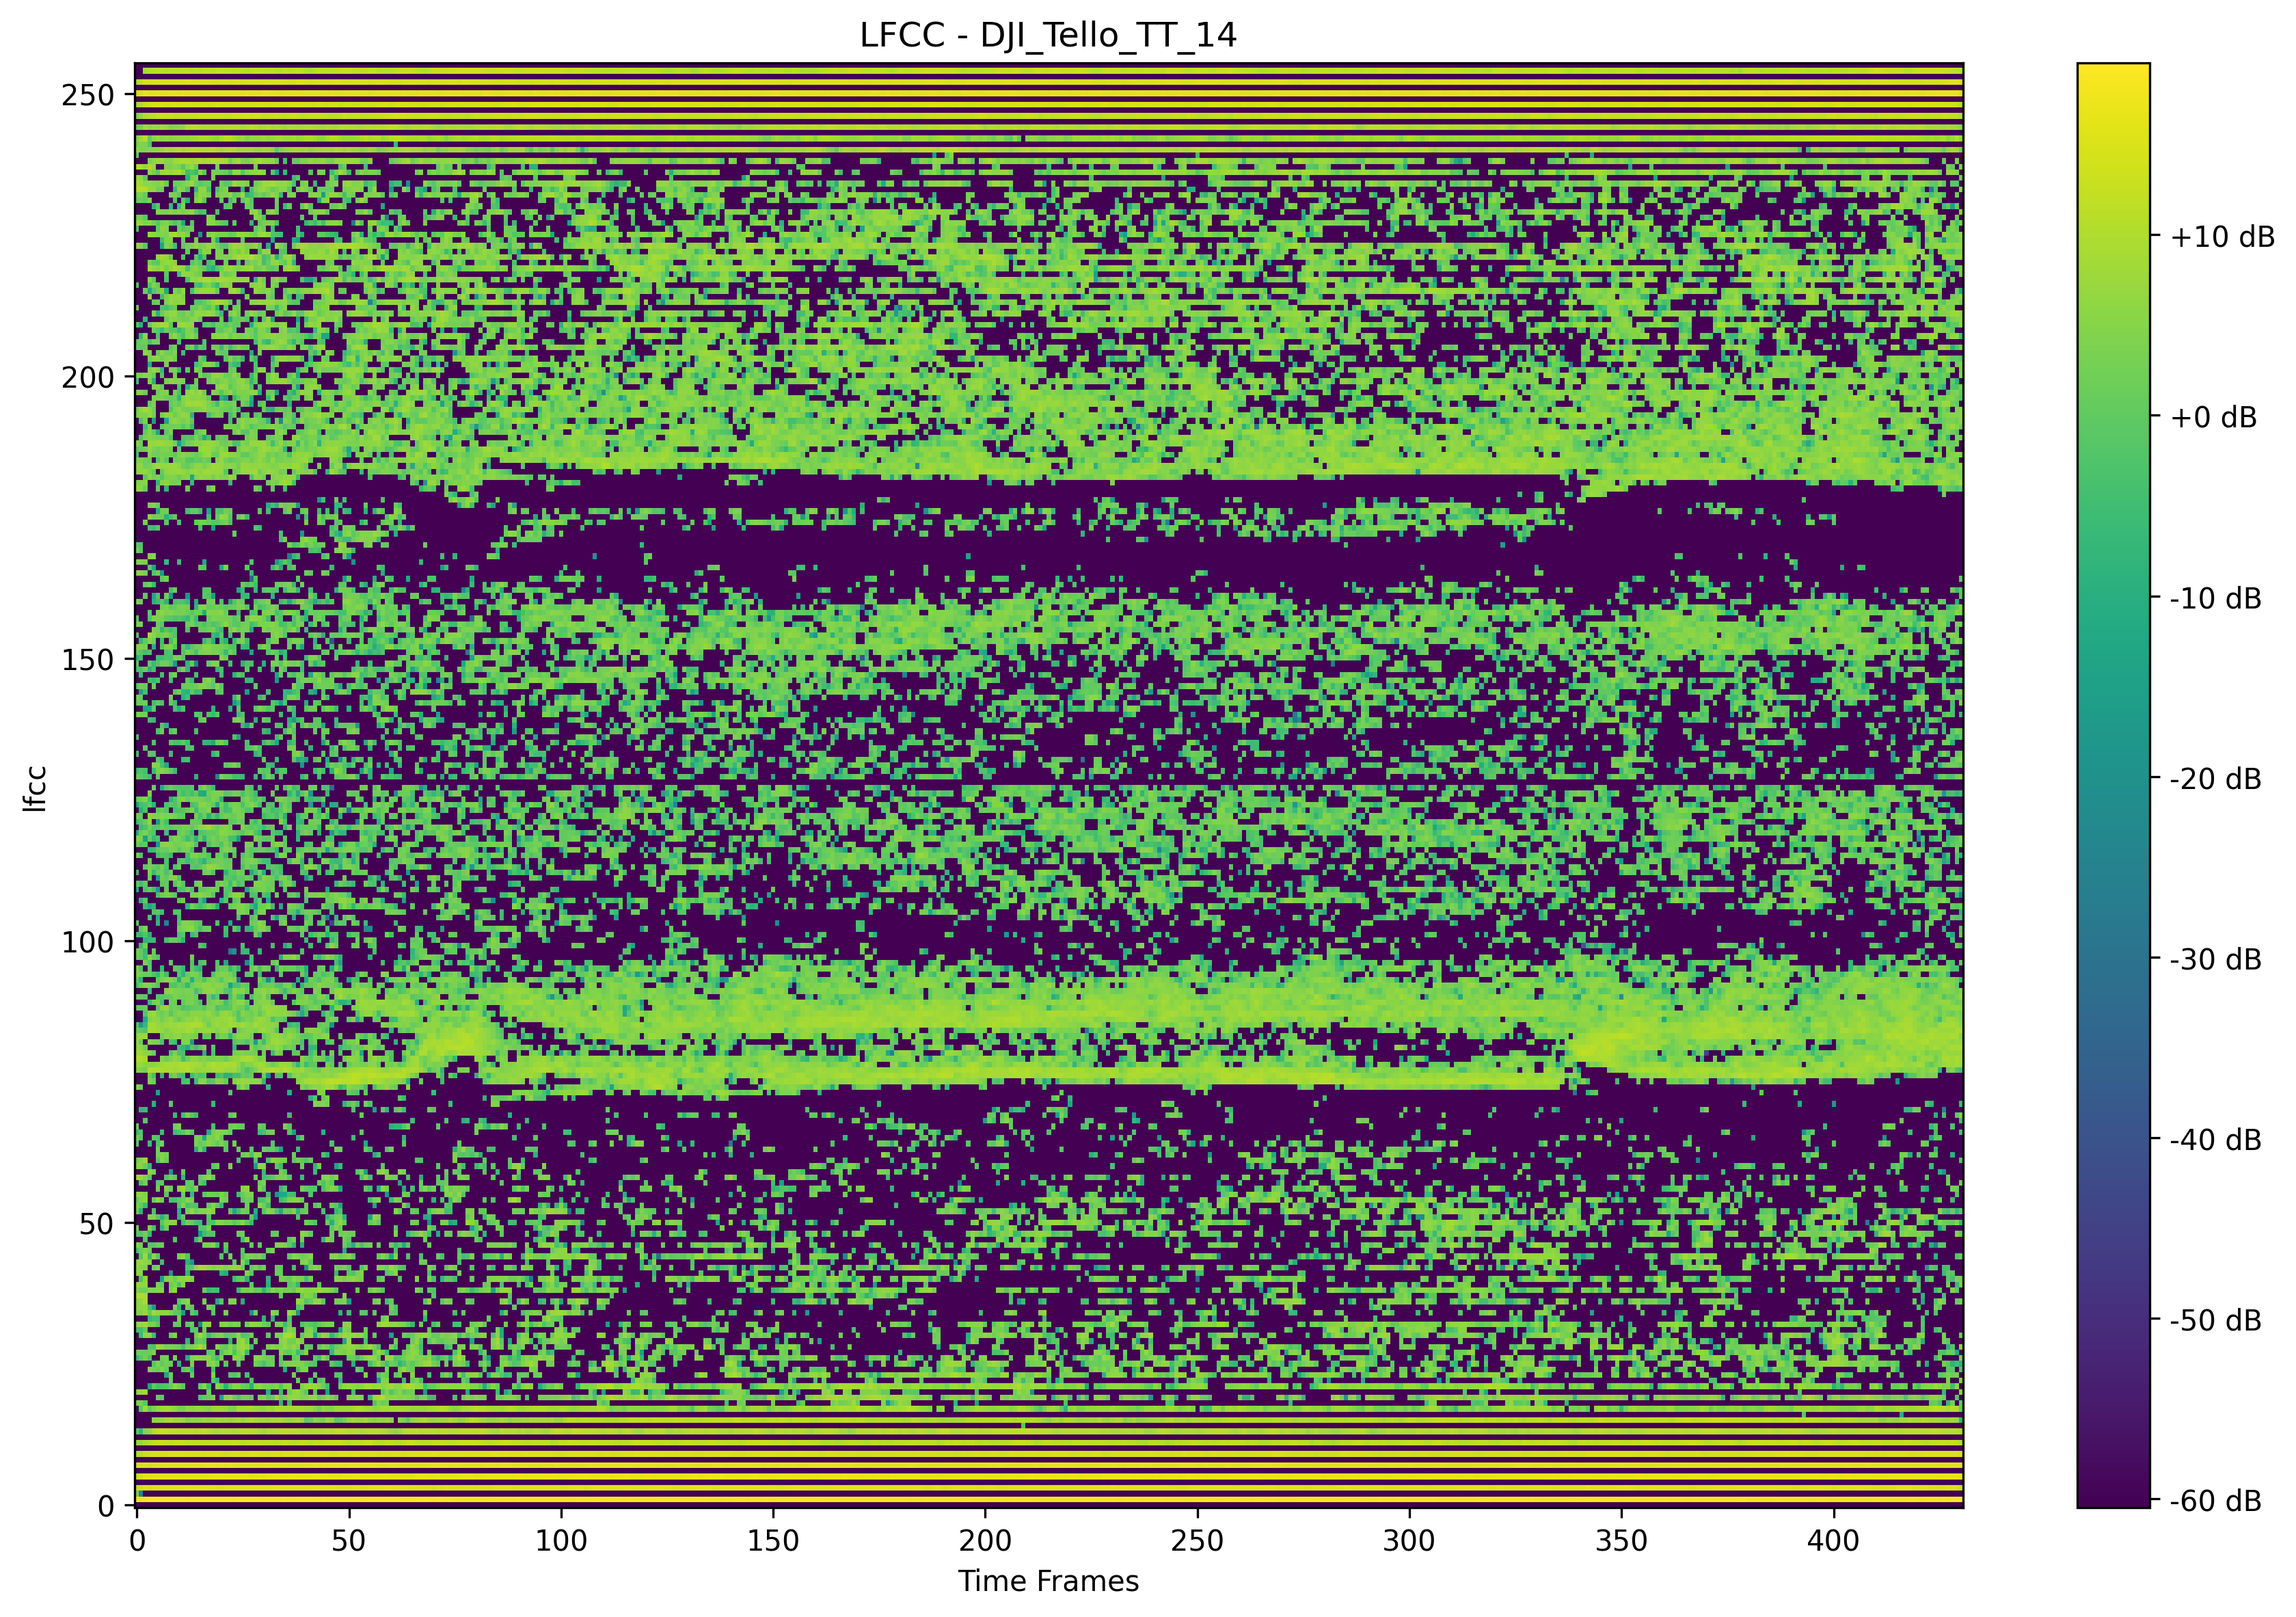 LFCC - DJI_Tello_TT_14
lfcc
250
200
150
100
50
0
0 50 100 150 200 250 300 350 400
Time Frames
+10 dB
+0 dB
-10 dB
-20 dB
-30 dB
-40 dB
-50 dB
-60 dB